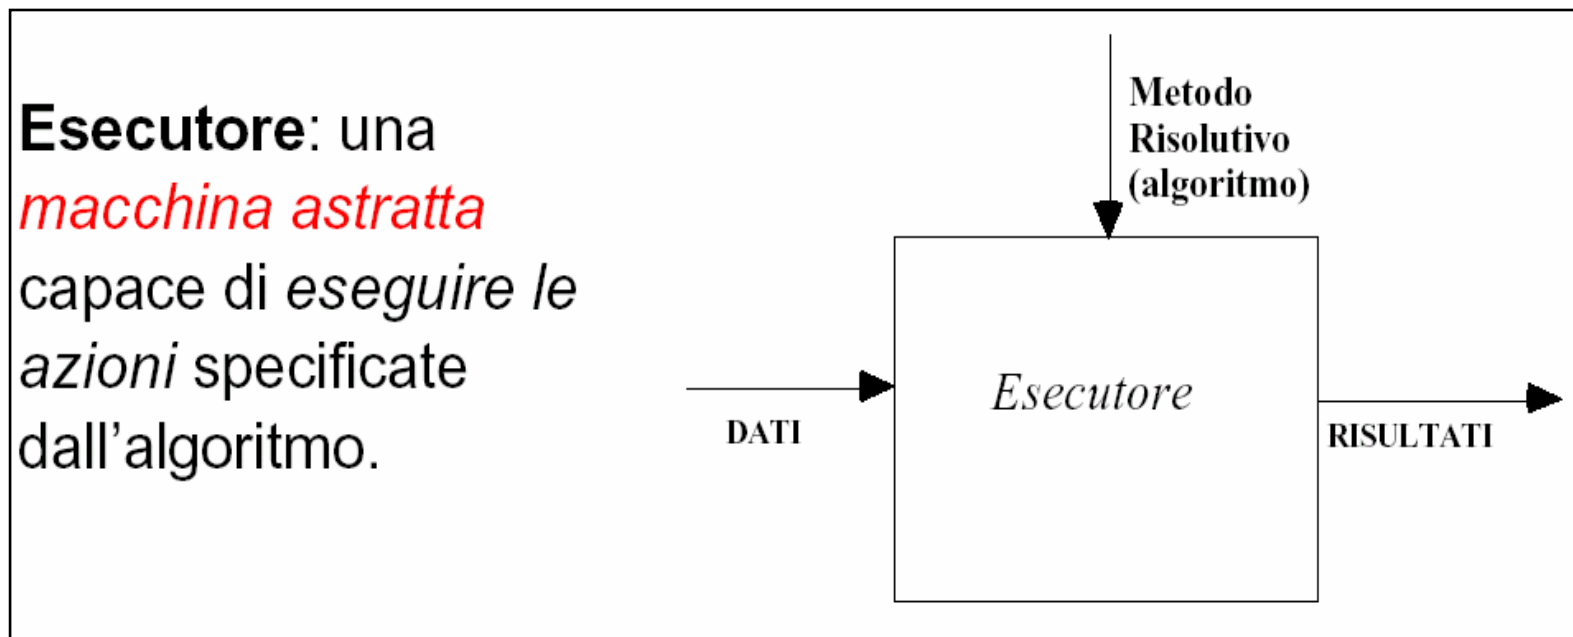 Esecutore: una
macchina astratta
capace di eseguire le
azioni specificate
dall’algoritmo.
Metodo
Risolutivo
(algoritmo)
Esecutore
DATI
RISULTATI